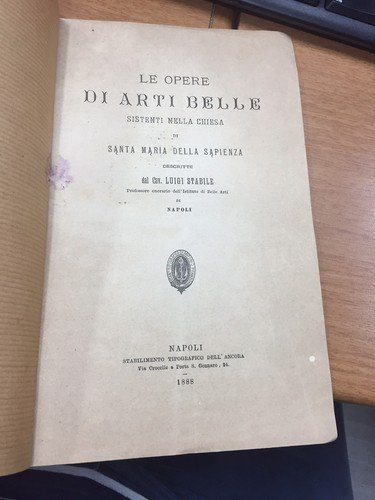 LE OPERE
DI ARTI BELLE
SISTENTI NELLA CHIESA
DI
SANTA MARIA DELLA SAPIENZA
DESCRITTE
dal Cav. LUIGI STABILE
Professore onorario dell'Istituto di Belle Arti
DI
NAPOLI
NAPOLI
STABILIMENTO TIPOGRAFICO DELL'ANCORA
Via Crocelle a Porta S. Gennaro, 24.
1888